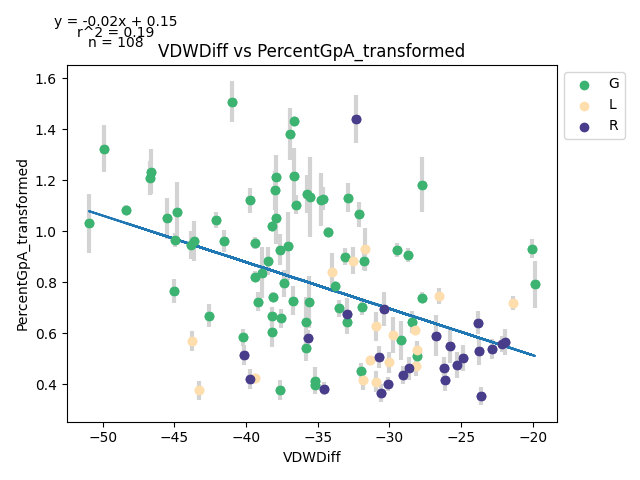 y = -0.02x + 0.15
r^2 = 0.19
n = 108
VDWDiff vs PercentGpA_transformed
1.6
1.4
1.2
1.0
0.8
0.6
0.4
PercentGpA_transformed
−50 −45 −40 −35 −30 −25 −20
VDWDiff
G
L
R